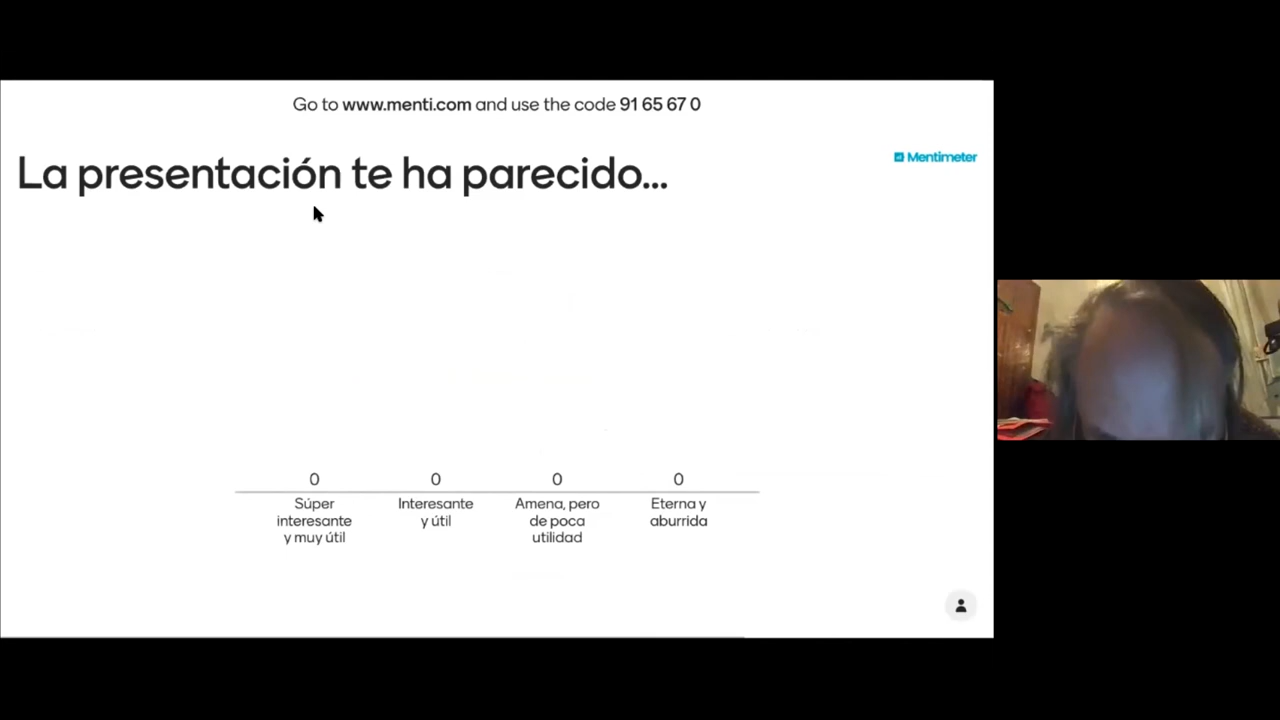 Go to www.menti.com and use the code 91 65 67 0
La presentación te ha parecido...
Mentimeter
0
0
0
0
Súper
interesante
y muy útil
Interesante
y útil
Amena, pero
de poca
utilidad
Eterna y
aburrida